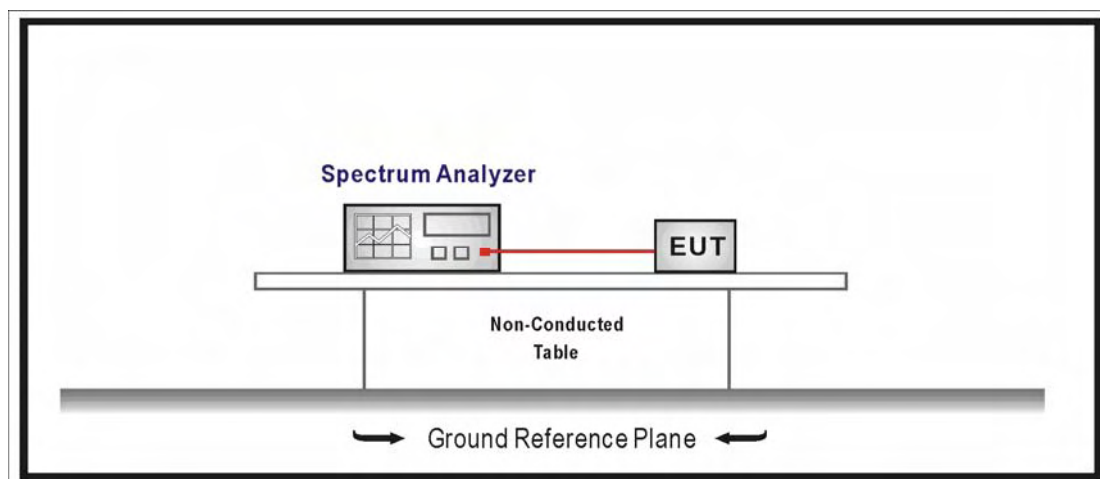 Spectrum Analyzer
EUT
Non-Conducted
Table
Ground Reference Plane